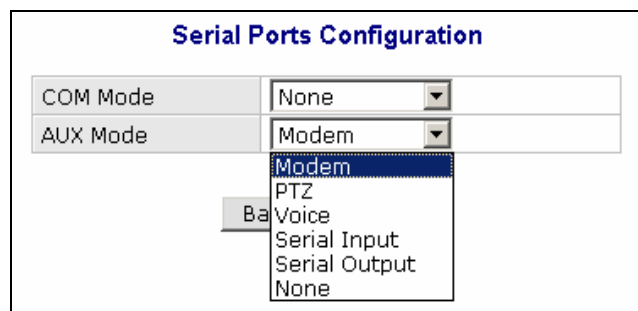 Serial Ports Configuration
COM Mode None
AUX Mode Modem
Modem
PTZ
Voice
Serial Input
Serial Output
None